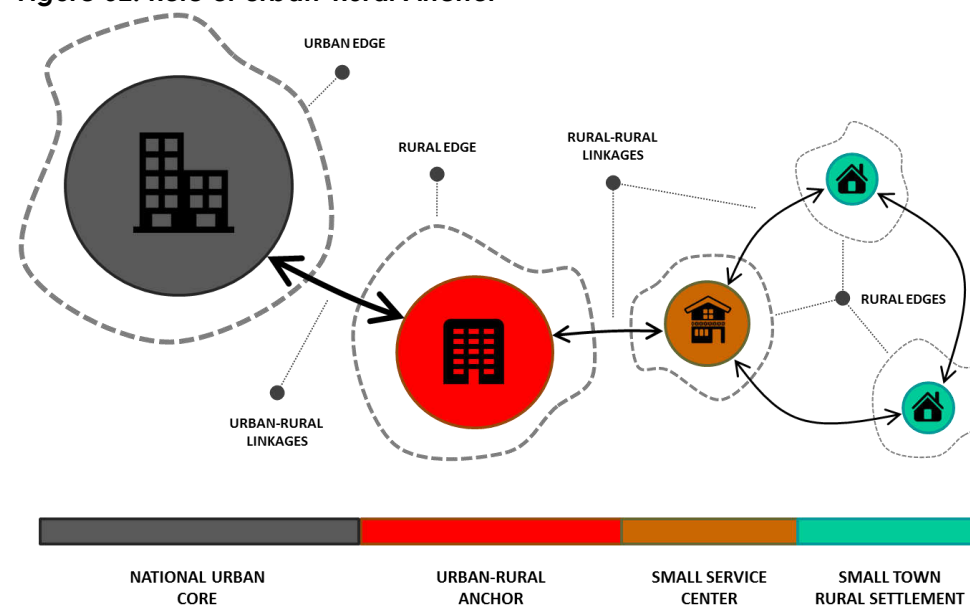 URBAN EDGE
RURAL EDGE
RURAL-RURAL
LINKAGES
RURAL EDGES
URBAN-RURAL
LINKAGES
NATIONAL URBAN
CORE
URBAN-RURAL
ANCHOR
SMALL SERVICE
CENTER
SMALL TOWN
RURAL SETTLEMENT